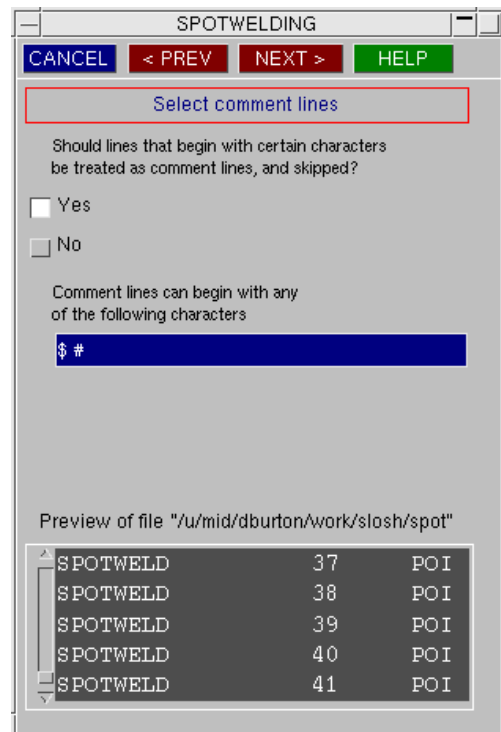 SPOTWELDING
CANCEL < PREV NEXT > HELP
Select comment lines
Should lines that begin with certain characters
be treated as comment lines, and skipped?
Yes
No
Comment lines can begin with any
of the following characters
$ #
Preview of file "/u/mid/dburton/work/slosh/spot"
SPOTWELD 37 POI
SPOTWELD 38 POI
SPOTWELD 39 POI
SPOTWELD 40 POI
SPOTWELD 41 POI